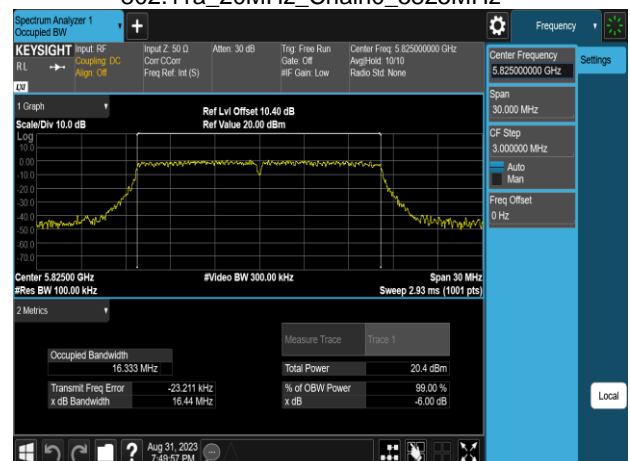 802.11a_20MHz_Chain0_5825MHz
Spectrum Analyzer 1
Occupied BW
Frequency
KEYSIGHT
RL
LXI
Input: RF
Coupling: DC
Align: Off
Input Z: 50 Ω
Corr CCorr
Freq Ref: Int (S)
Atten: 30 dB
Trig: Free Run
Gate: Off
#IF Gain: Low
Center Freq: 5.825000000 GHz
Avg|Hold: 10/10
Radio Std: None
Center Frequency
5.825000000 GHz
Settings
Span
30.000 MHz
CF Step
3.000000 MHz
Auto
Man
Freq Offset
0 Hz
1 Graph
Scale/Div 10.0 dB
Ref Lvl Offset 10.40 dB
Ref Value 20.00 dBm
Log
10.0
0.00
-10.0
-20.0
-30.0
-40.0
-50.0
-60.0
-70.0
Center 5.82500 GHz
#Res BW 100.00 kHz
#Video BW 300.00 kHz
Span 30 MHz
Sweep 2.93 ms (1001 pts)
2 Metrics
Measure Trace Trace 1
Occupied Bandwidth
16.333 MHz
Total Power 20.4 dBm
Transmit Freq Error -23.211 kHz
% of OBW Power 99.00 %
x dB Bandwidth 16.44 MHz
x dB -6.00 dB
Local
Aug 31, 2023
7:49:57 PM